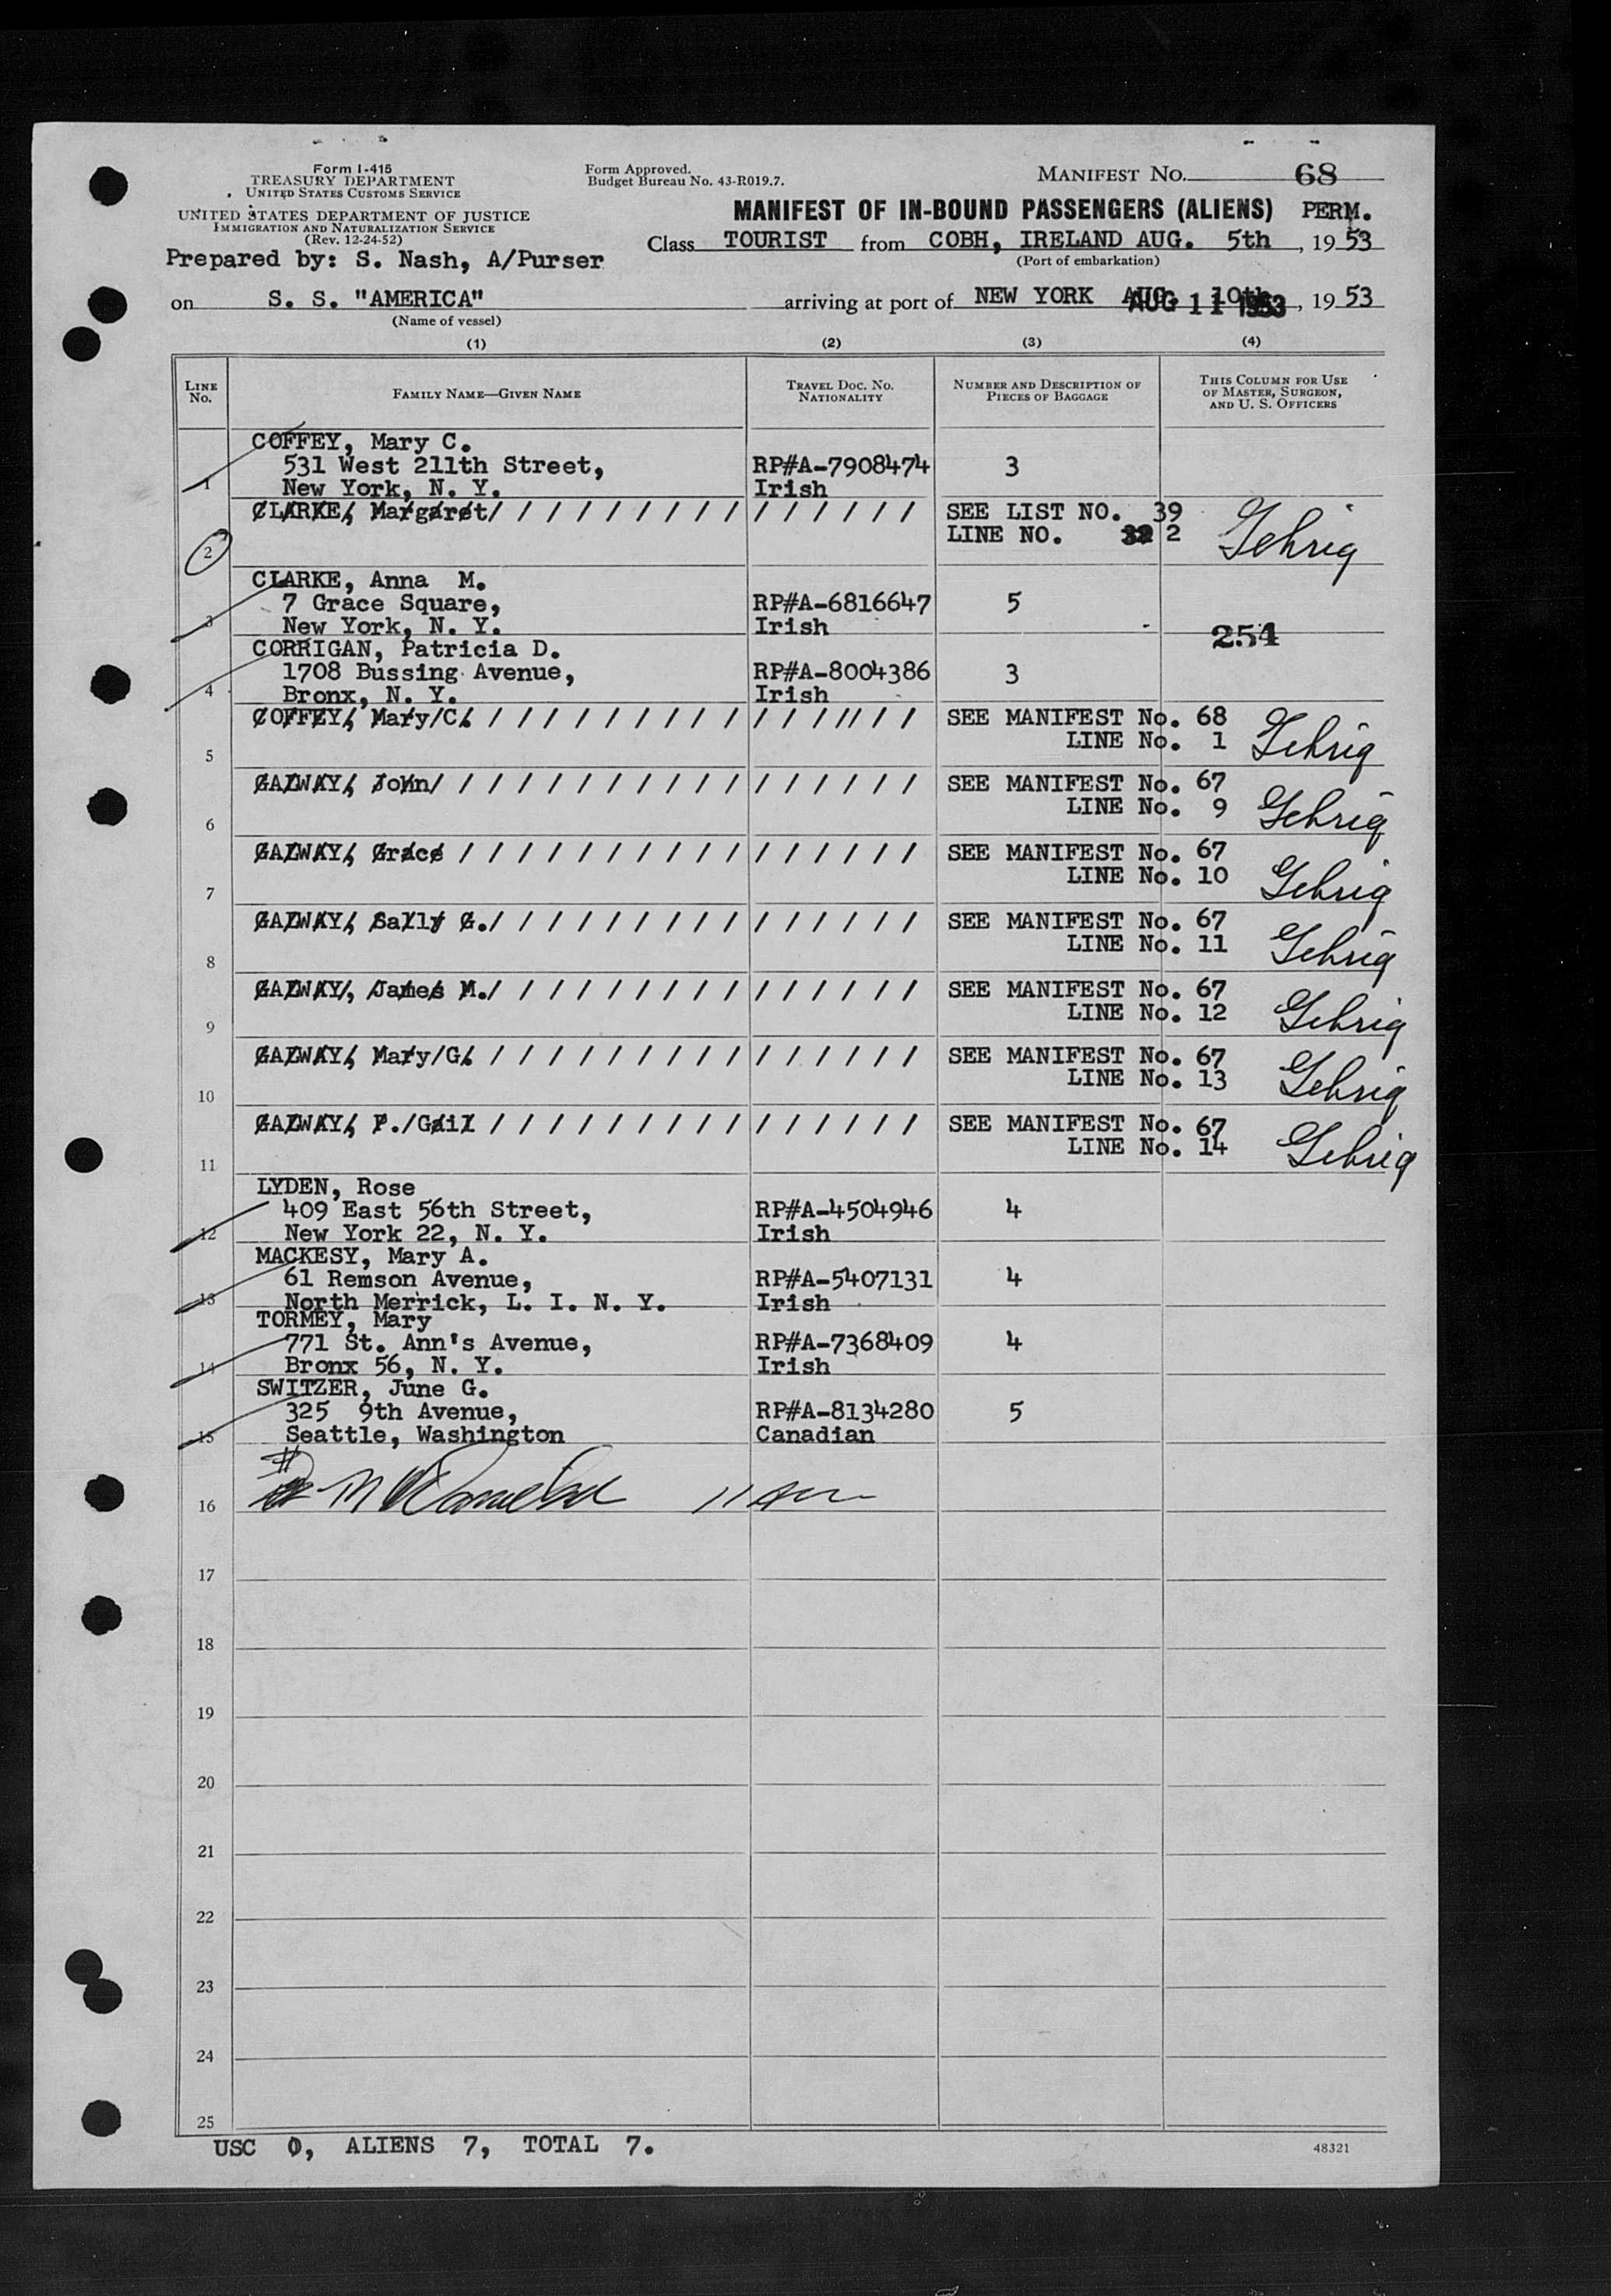 Form I-415
TREASURY DEPARTMENT
UNITED STATES CUSTOMS SERVICE
UNITED STATES DEPARTMENT OF JUSTICE
IMMIGRATION AND NATURALIZATION SERVICE
(Rev. 12-24-52)
Form Approved.
Budget Bureau No. 43-R019.7.
MANIFEST NO. 68
MANIFEST OF IN-BOUND PASSENGERS (ALIENS) PERM.
Prepared by: S. Nash, A/Purser
Class TOURIST from COBH, IRELAND AUG. 5th, 19 53
(Port of embarkation)
on S. S. "AMERICA" arriving at port of NEW YORK AUG. 10th, 19 53
AUG 11 1953
(Name of vessel)
(1) (2) (3) (4)
LINE NO. FAMILY NAME—GIVEN NAME TRAVEL DOC. NO. NATIONALITY NUMBER AND DESCRIPTION OF PIECES OF BAGGAGE THIS COLUMN FOR USE OF MASTER, SURGEON, AND U. S. OFFICERS
COFFEY, Mary C.
531 West 211th Street, RP#A-7908474 3
1 New York, N. Y. Irish
CLARKE, Margaret/ / / / / / / / / / / / / / / / SEE LIST NO. 39
LINE NO. 2 Gehrig
2
CLARKE, Anna M.
7 Grace Square, RP#A-6816647 5
3 New York, N. Y. Irish
254
CORRIGAN, Patricia D.
1708 Bussing Avenue, RP#A-8004386 3
4 Bronx, N. Y. Irish
COFFEY, Mary/C. / / / / / / / / / / / / / // / / SEE MANIFEST No. 68
LINE No. 1 Gehrig
5
GALWAY, John/ / / / / / / / / / / / / / / / / SEE MANIFEST No. 67
LINE No. 9 Gehrig
6
GALWAY, Grace / / / / / / / / / / / / / / / / SEE MANIFEST No. 67
LINE No. 10 Gehrig
7
GALWAY, Sally G./ / / / / / / / / / / / / / / SEE MANIFEST No. 67
LINE No. 11 Gehrig
8
GALWAY, James M./ / / / / / / / / / / / / / / SEE MANIFEST No. 67
LINE No. 12 Gehrig
9
GALWAY, Mary/G. / / / / / / / / / / / / / / / SEE MANIFEST No. 67
LINE No. 13 Gehrig
10
GALWAY, P./Gail / / / / / / / / / / / / / / / SEE MANIFEST No. 67
LINE No. 14 Gehrig
11
LYDEN, Rose
409 East 56th Street, RP#A-4504946 4
12 New York 22, N. Y. Irish
MACKESY, Mary A.
61 Remson Avenue, RP#A-5407131 4
13 North Merrick, L. I. N. Y. Irish
TORMEY, Mary
771 St. Ann's Avenue, RP#A-7368409 4
14 Bronx 56, N. Y. Irish
SWITZER, June G.
325 9th Avenue, RP#A-8134280 5
15 Seattle, Washington Canadian
16
17
18
19
20
21
22
23
24
25
USC 0, ALIENS 7, TOTAL 7.
48321